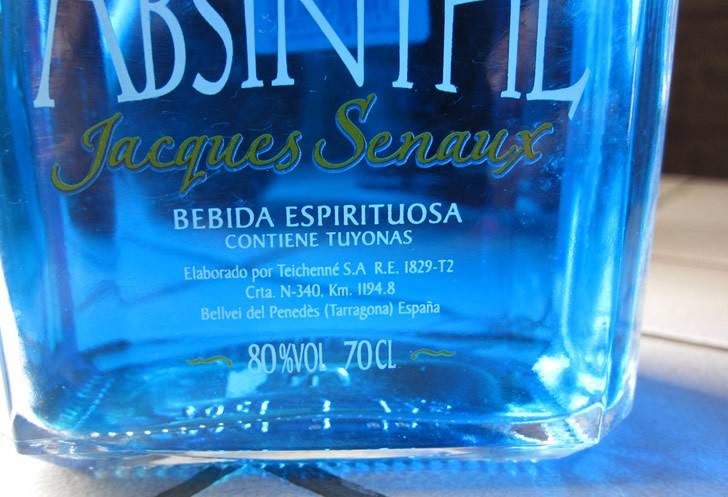 ABSINTHE
Jacques Senaux
BEBIDA ESPIRITUOSA
CONTIENE TUYONAS
Elaborado por Teichenné S.A R.E. 1829-T2
Crta. N-340, Km. 1194.8
Bellvei del Penedès (Tarragona) España
80%VOL 70CL